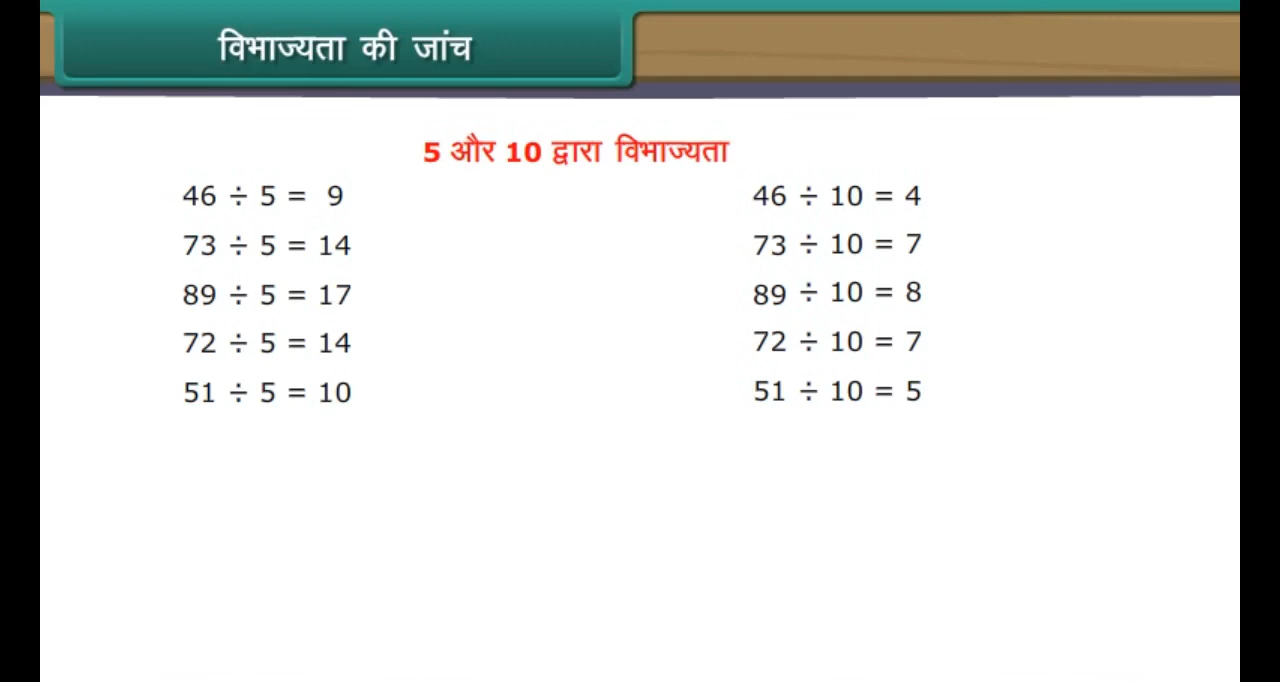 विभाज्यता की जांच
5 और 10 द्वारा विभाज्यता
46 ÷ 5 = 9
46 ÷ 10 = 4
73 ÷ 5 = 14
73 ÷ 10 = 7
89 ÷ 5 = 17
89 ÷ 10 = 8
72 ÷ 5 = 14
72 ÷ 10 = 7
51 ÷ 5 = 10
51 ÷ 10 = 5